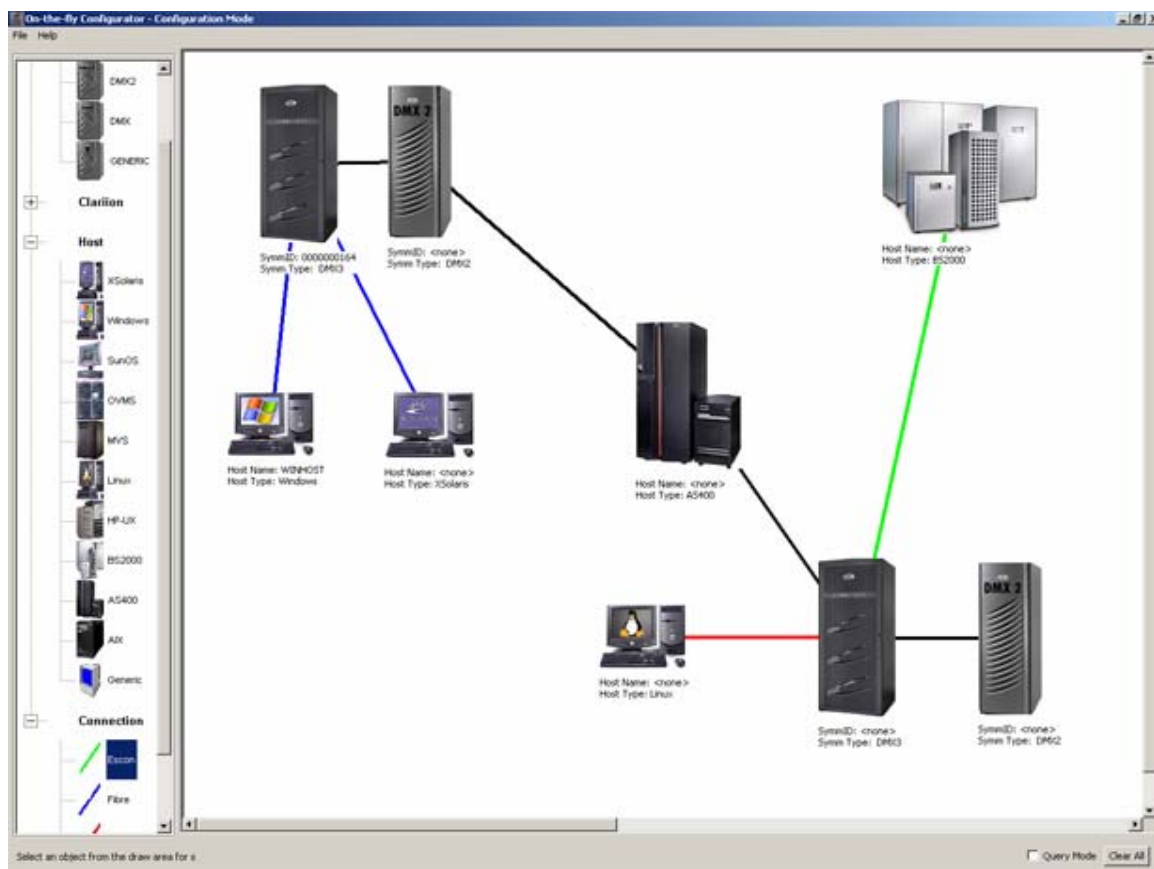 On-the-fly Configurator - Configuration Mode
File Help
DMX2
DMX
GENERIC
Clariion
Host
XSolaris
Windows
SunOS
OVMS
MVS
Linux
HP-UX
BS2000
AS400
AIX
Generic
Connection
Escon
Fibre
DMX 2
SymmID: 0000000164
Symm Type: DMX3
SymmID: <none>
Symm Type: DMX2
Host Name: <none>
Host Type: BS2000
Host Name: WINHOST
Host Type: Windows
Host Name: <none>
Host Type: XSolaris
Host Name: <none>
Host Type: AS400
DMX 2
Host Name: <none>
Host Type: Linux
SymmID: <none>
Symm Type: DMX3
SymmID: <none>
Symm Type: DMX2
Select an object from the draw area for s
Query Mode
Clear All